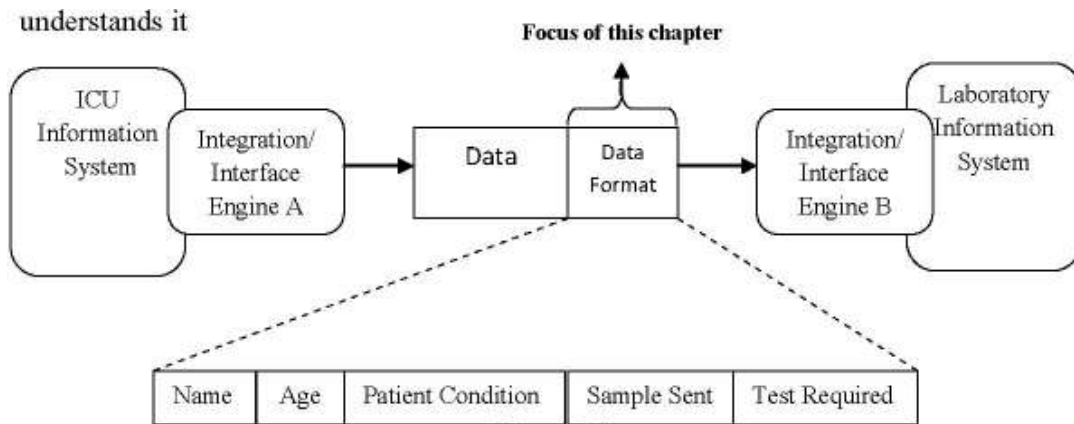 understands it
Focus of this chapter
ICU
Information
System
Integration/
Interface
Engine A
Data
Data
Format
Integration/
Interface
Engine B
Laboratory
Information
System
Name
Age
Patient Condition
Sample Sent
Test Required